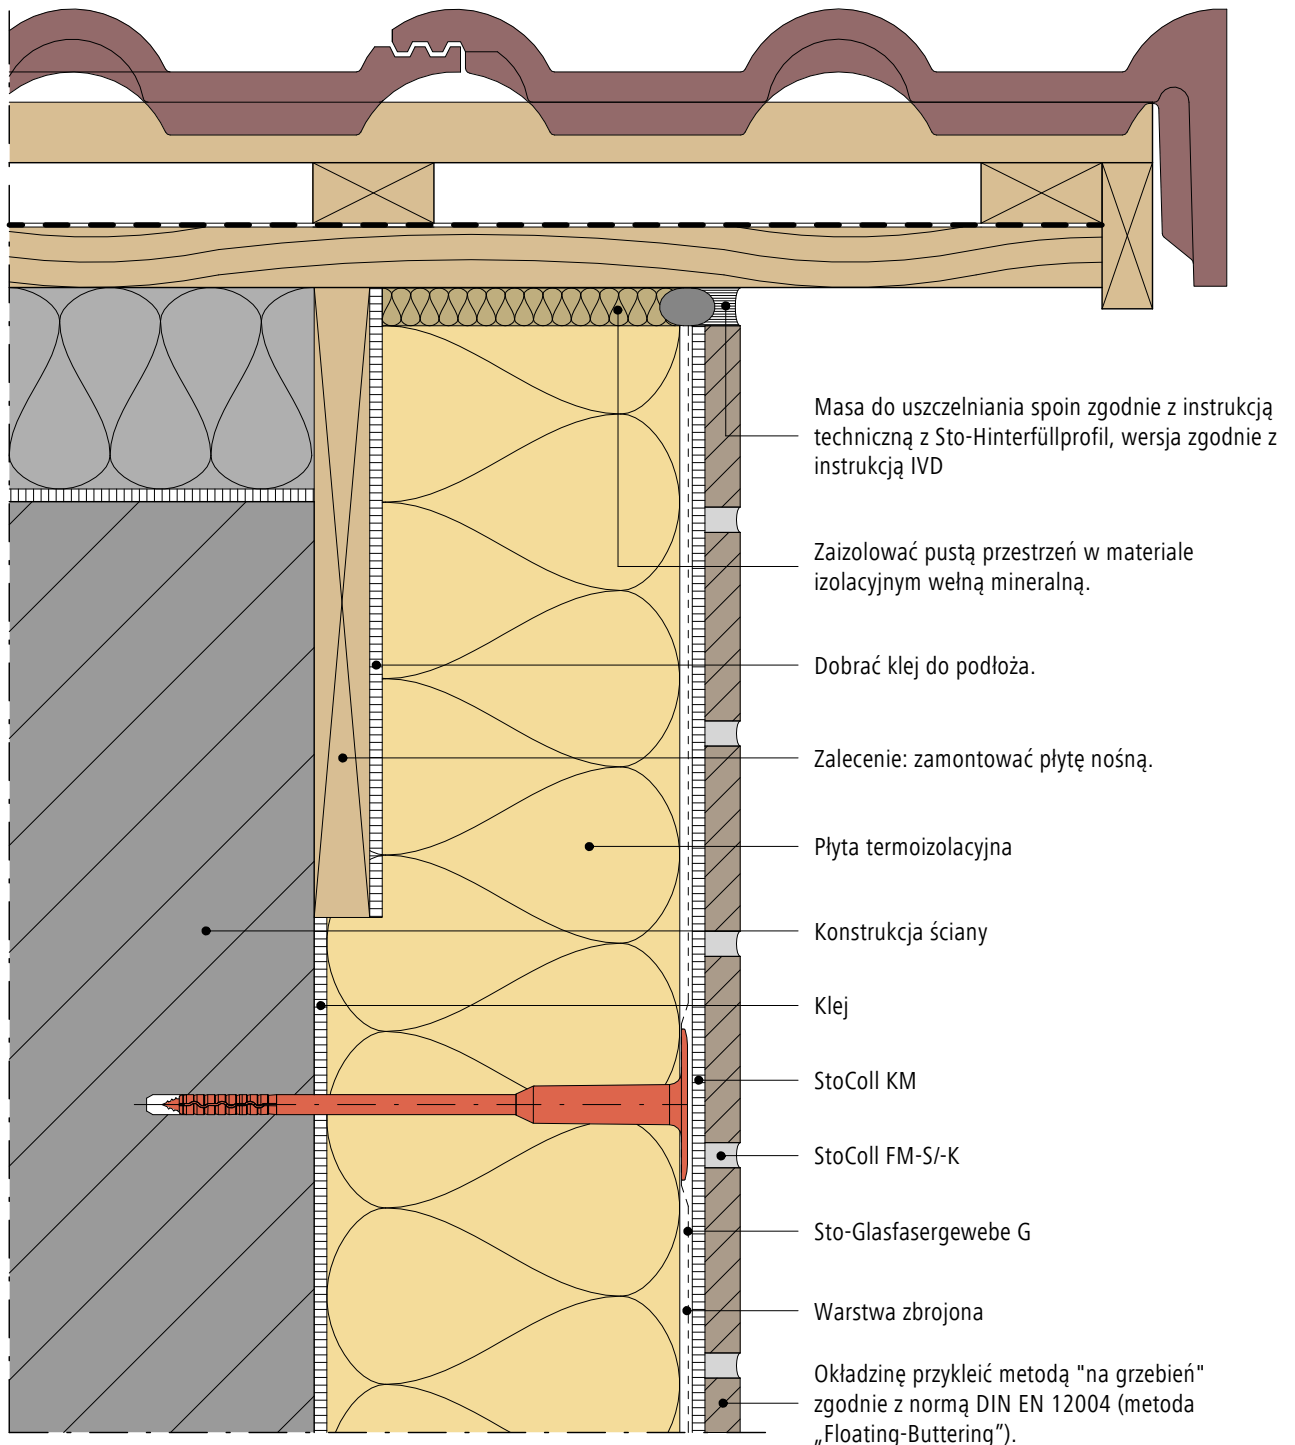 Masa do uszczelniania spoin zgodnie z instrukcją
techniczną z Sto-Hinterfüllprofil, wersja zgodnie z
instrukcją IVD
Zaizolować pustą przestrzeń w materiale
izolacyjnym wełną mineralną.
Dobrać klej do podłoża.
Zalecenie: zamontować płytę nośną.
Płyta termoizolacyjna
Konstrukcja ściany
Klej
StoColl KM
StoColl FM-S/-K
Sto-Glasfasergewebe G
Warstwa zbrojona
Okładzinę przykleić metodą "na grzebień"
zgodnie z normą DIN EN 12004 (metoda
„Floating-Buttering”).